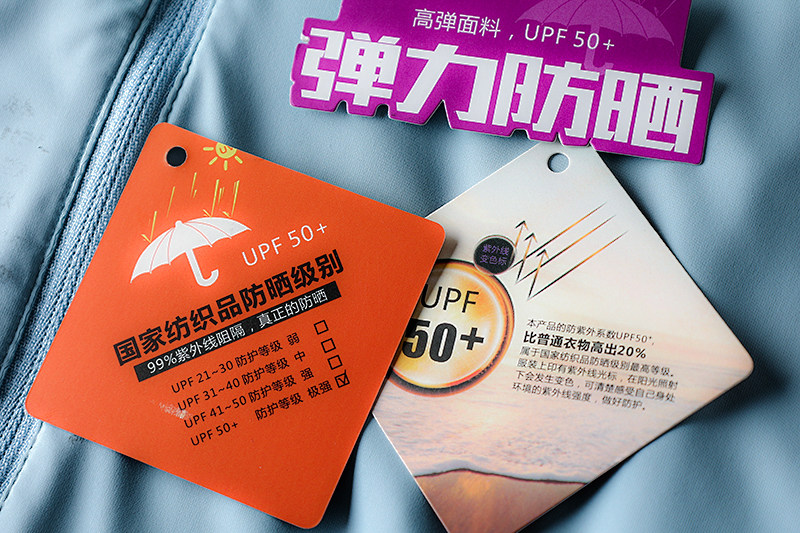 高弹面料，UPF 50+
弹力防晒
UPF 50+
国家纺织品防晒级别
99%紫外线阻隔，真正的防晒
UPF 21~30 防护等级 弱
UPF 31~40 防护等级 中
UPF 41~50 防护等级 强
UPF 50+ 防护等级 极强
紫外线
变色标
UPF
50+
本产品的防紫外系数UPF50+,
比普通衣物高出20%
属于国家纺织品防晒级别最高等级。
服装上印有紫外线光标，在阳光照射
下会发生变色，可清楚感受自己身处
环境的紫外线强度，做好防护。